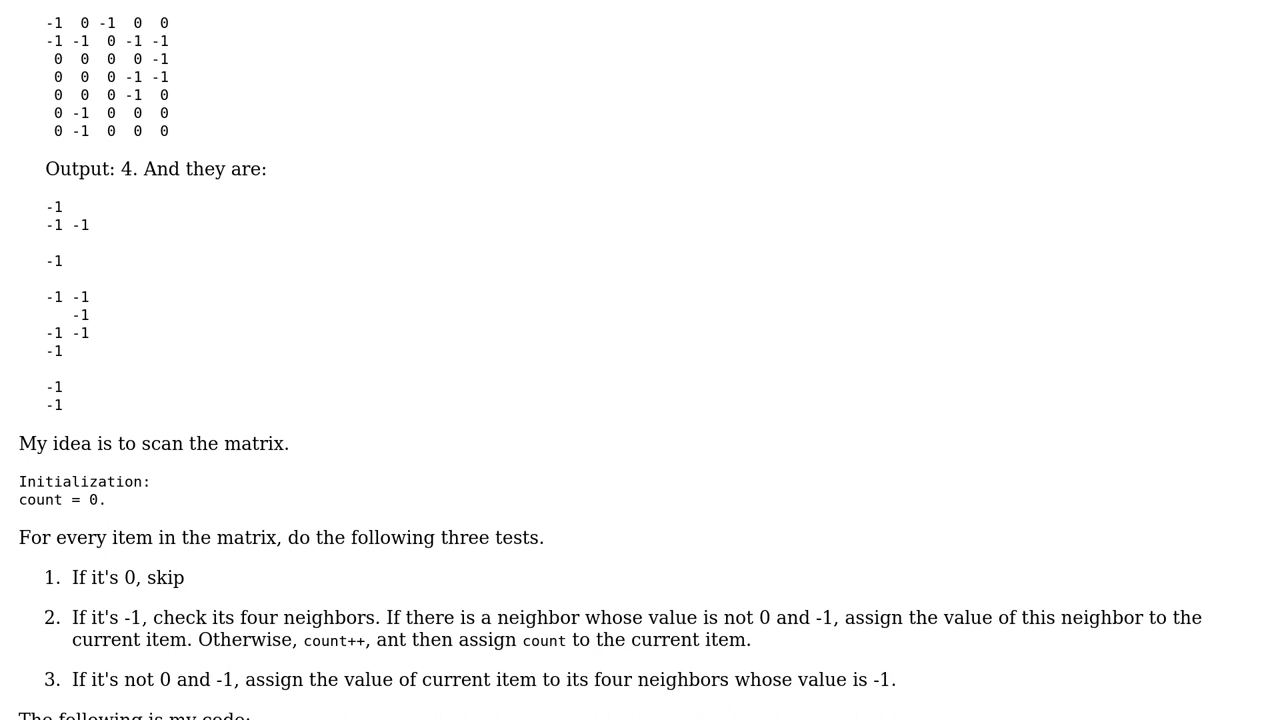 -1  0 -1  0  0
-1 -1  0 -1 -1
 0  0  0  0 -1
 0  0  0 -1 -1
 0  0  0 -1  0
 0 -1  0  0  0
 0 -1  0  0  0
Output: 4. And they are:
-1
-1 -1
-1
-1 -1
   -1
-1 -1
-1
-1
-1
My idea is to scan the matrix.
Initialization:
count = 0.
For every item in the matrix, do the following three tests.
1. If it's 0, skip
2. If it's -1, check its four neighbors. If there is a neighbor whose value is not 0 and -1, assign the value of this neighbor to the
current item. Otherwise, count++, ant then assign count to the current item.
3. If it's not 0 and -1, assign the value of current item to its four neighbors whose value is -1.
The following is my code: